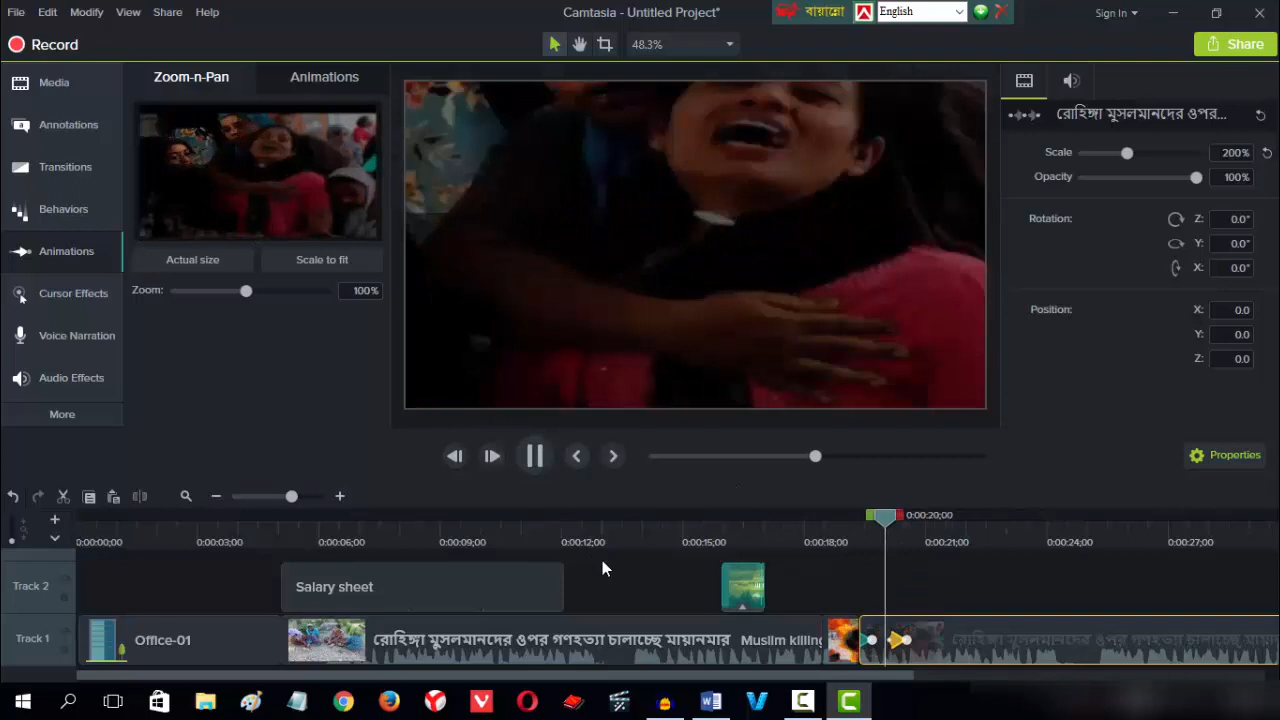 File Edit Modify View Share Help
Camtasia - Untitled Project*
বায়ান্নো English
Sign In
Record
48.3%
Share
Media
Annotations
Transitions
Behaviors
Animations
Cursor Effects
Voice Narration
Audio Effects
More
Zoom-n-Pan Animations
Actual size Scale to fit
Zoom: 100%
রোহিঙ্গা মুসলমানদের ওপর...
Scale 200%
Opacity 100%
Rotation: Z: 0.0°
Y: 0.0°
X: 0.0°
Position: X: 0.0
Y: 0.0
Z: 0.0
Properties
0:00:20;00
0:00:00;00 0:00:03;00 0:00:06;00 0:00:09;00 0:00:12;00 0:00:15;00 0:00:18;00 0:00:21;00 0:00:24;00 0:00:27;00
Track 2 Salary sheet
Track 1 Office-01 রোহিঙ্গা মুসলমানদের ওপর গণহত্যা চালাচ্ছে মায়ানমার Muslim killing রোহিঙ্গা মুসলমানদের ওপর গণহত্যা চালাচ্ছে মায়ানমার